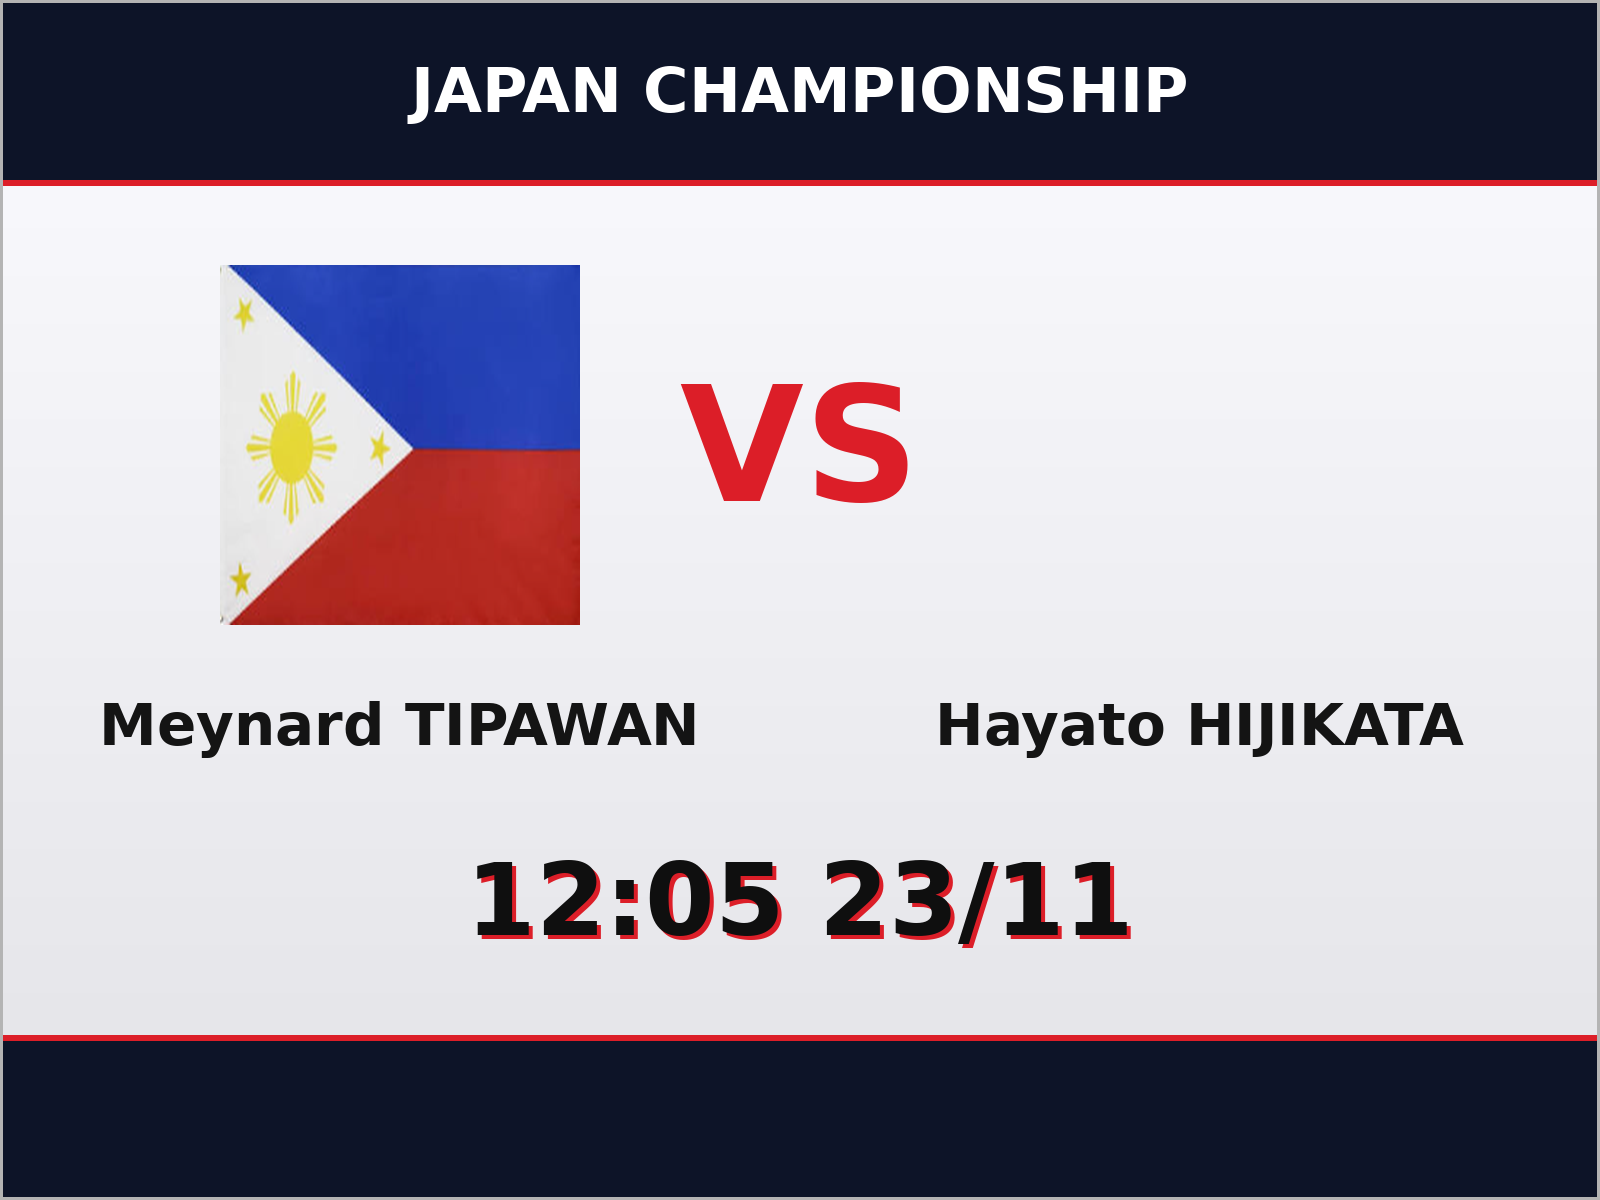 JAPAN CHAMPIONSHIP
VS
Meynard TIPAWAN
Hayato HIJIKATA
12:05 23/11